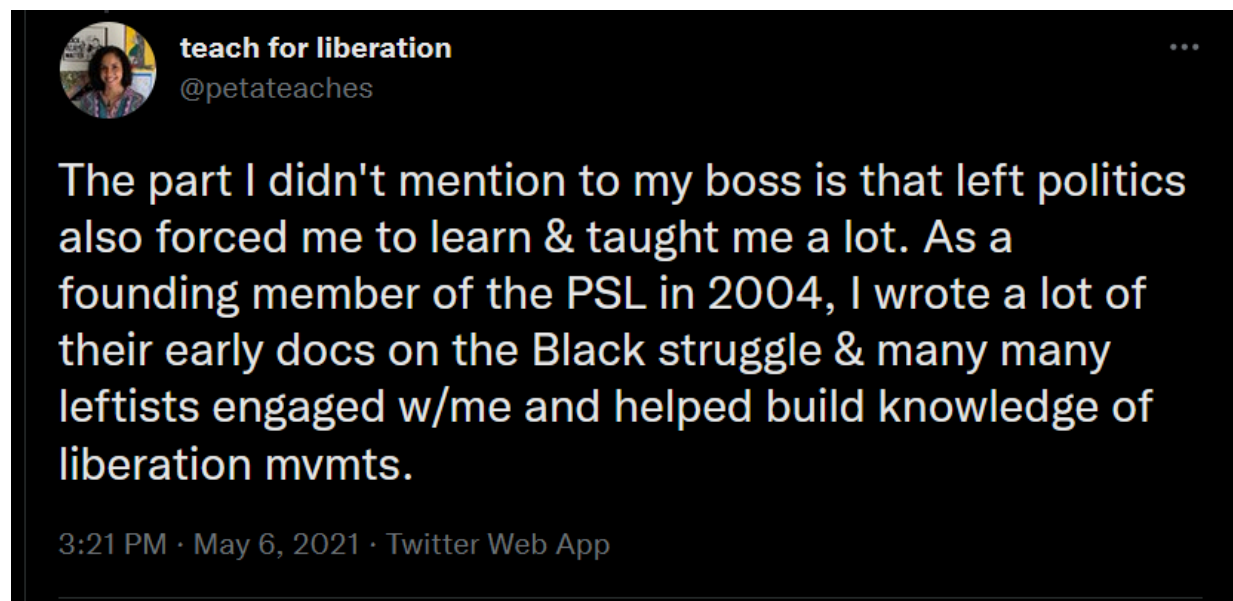 teach for liberation
@petateaches
The part I didn't mention to my boss is that left politics
also forced me to learn & taught me a lot. As a
founding member of the PSL in 2004, I wrote a lot of
their early docs on the Black struggle & many many
leftists engaged w/me and helped build knowledge of
liberation mvmts.
3:21 PM · May 6, 2021 · Twitter Web App